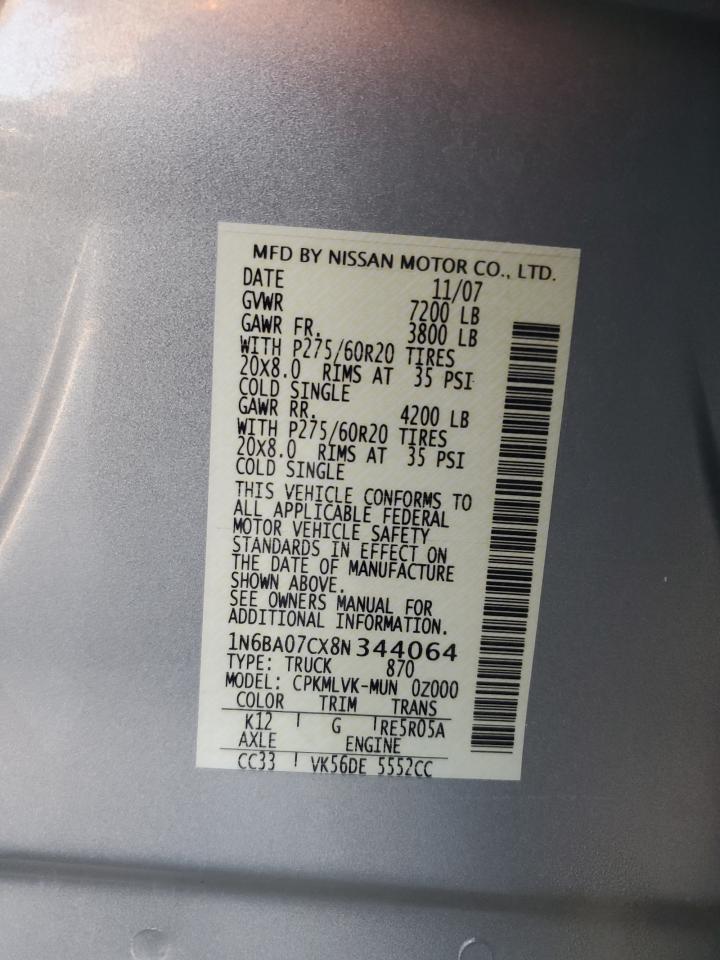 MFD BY NISSAN MOTOR CO., LTD.
DATE 11/07
GVWR 7200 LB
GAWR FR. 3800 LB
WITH P275/60R20 TIRES
20X8.0 RIMS AT 35 PSI
COLD SINGLE
GAWR RR. 4200 LB
WITH P275/60R20 TIRES
20X8.0 RIMS AT 35 PSI
COLD SINGLE
THIS VEHICLE CONFORMS TO
ALL APPLICABLE FEDERAL
MOTOR VEHICLE SAFETY
STANDARDS IN EFFECT ON
THE DATE OF MANUFACTURE
SHOWN ABOVE.
SEE OWNERS MANUAL FOR
ADDITIONAL INFORMATION.
1N6BA07CX8N344064
TYPE: TRUCK 870
MODEL: CPKMLVK-MUN 0Z000
COLOR TRIM TRANS
K12 G RE5R05A
AXLE ENGINE
CC33 VK56DE 5552CC